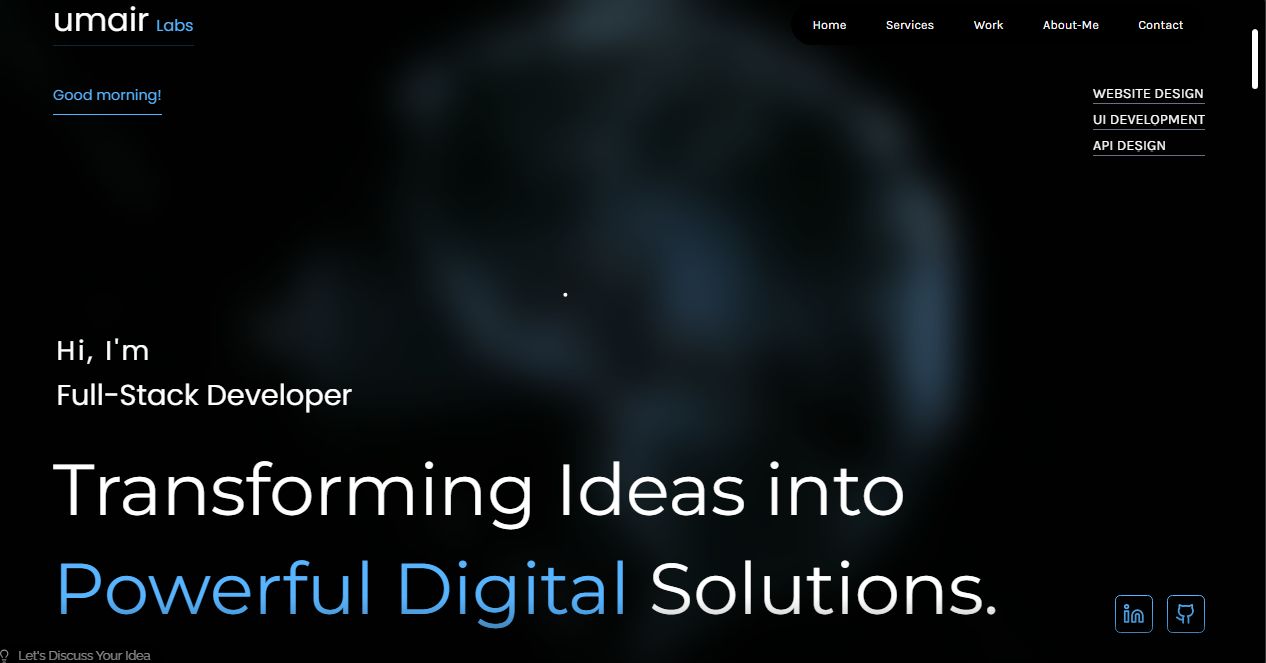 umair Labs
Home Services Work About-Me Contact
Good morning!
WEBSITE DESIGN
UI DEVELOPMENT
API DESIGN
Hi, I'm
Full-Stack Developer
Transforming Ideas into
Powerful Digital Solutions.
in
Let's Discuss Your Idea